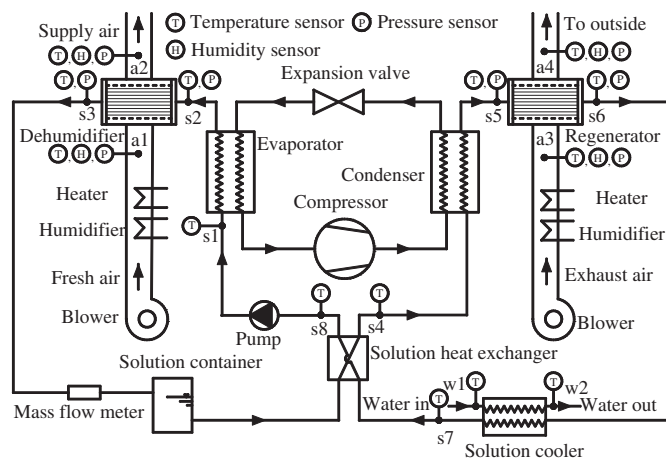 T Temperature sensor P Pressure sensor
H Humidity sensor
Supply air
To outside
T,H,P a2
a4 T,H,P
Expansion valve
T,P
T,P
T,P
T,P
s3
s2
s5
s6
Dehumidifier
Regenerator
a1
a3
T,H,P
T,H,P
Evaporator
Condenser
Compressor
Heater
Heater
Humidifier
Humidifier
T s1
Fresh air
Exhaust air
Blower
Blower
T
T
Pump
s8
s4
Solution container
Solution heat exchanger
Mass flow meter
Water in
T
w1
T
T
w2
Water out
s7
Solution cooler